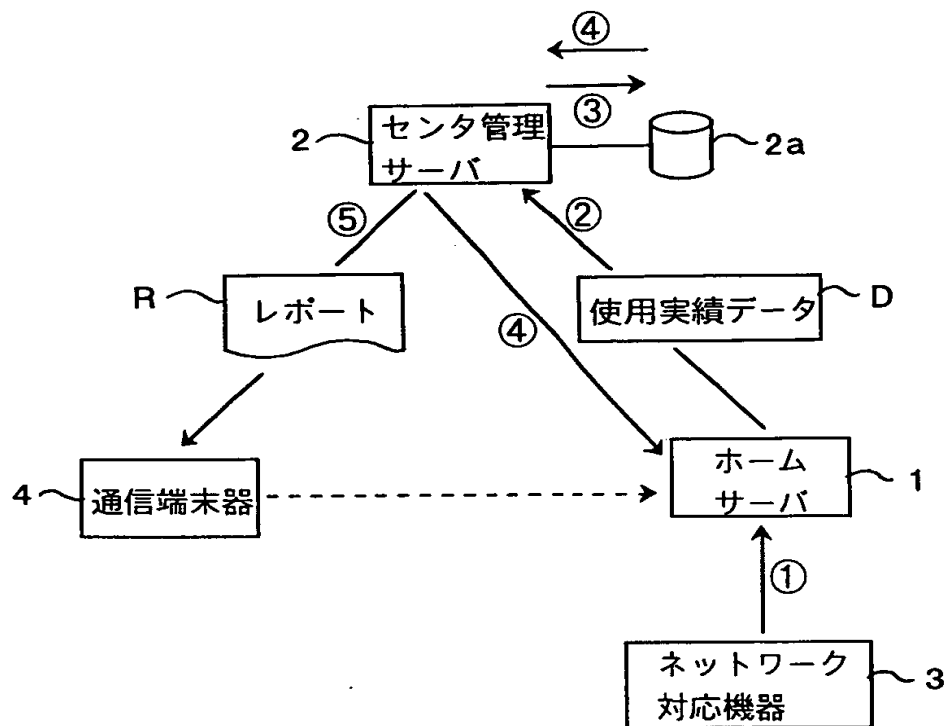 ④
③
2
センタ管理
サーバ
2a
⑤
②
R
レポート
④
使用実績データ
D
4
通信端末器
ホーム
サーバ
1
①
ネットワーク
対応機器
3